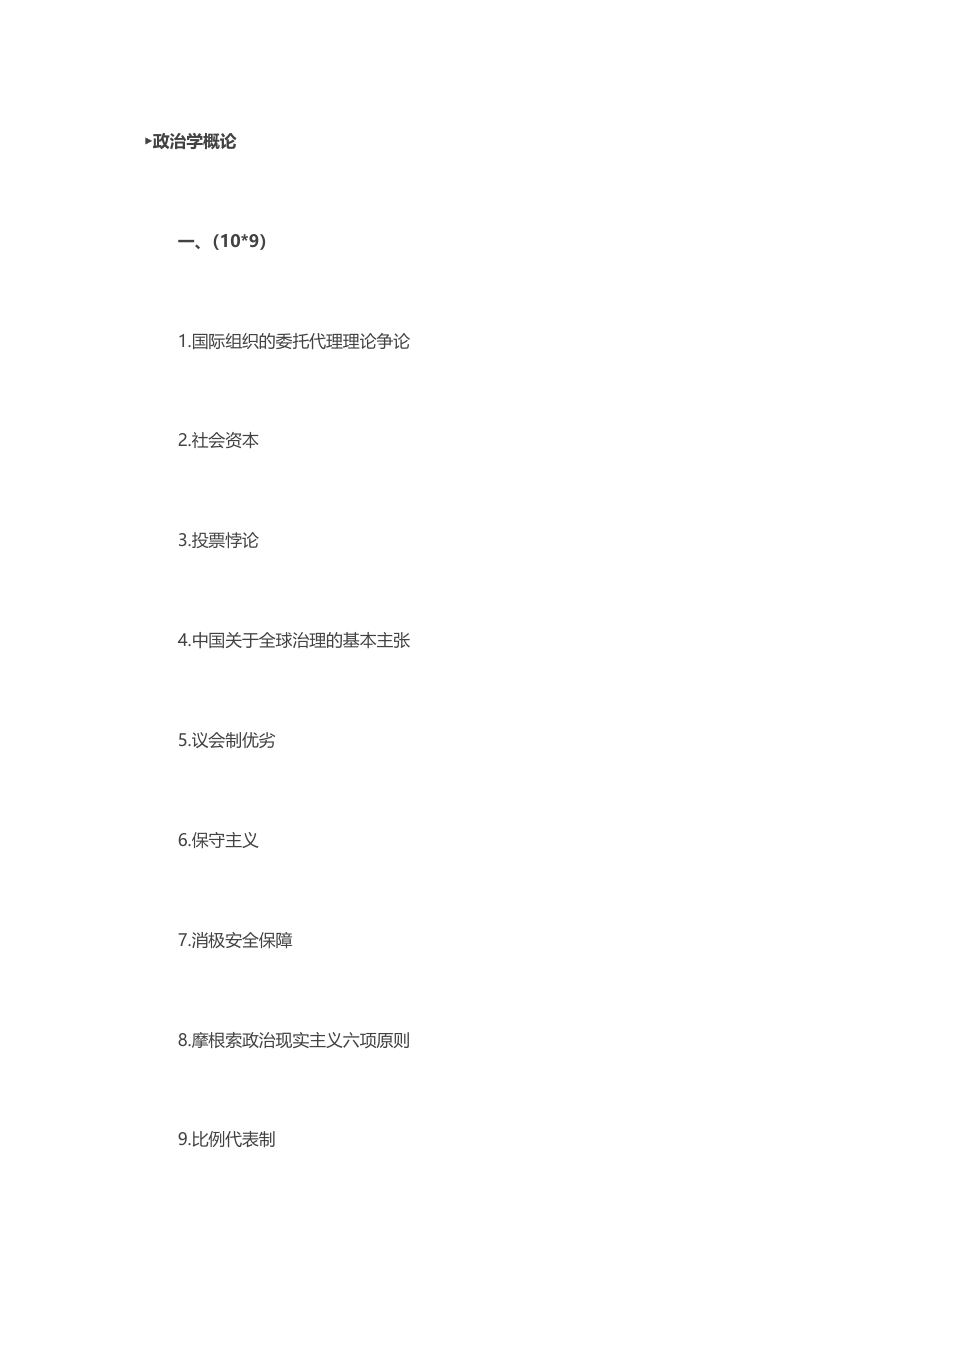 ▸政治学概论
一、（10*9）
1.国际组织的委托代理理论争论
2.社会资本
3.投票悖论
4.中国关于全球治理的基本主张
5.议会制优劣
6.保守主义
7.消极安全保障
8.摩根索政治现实主义六项原则
9.比例代表制